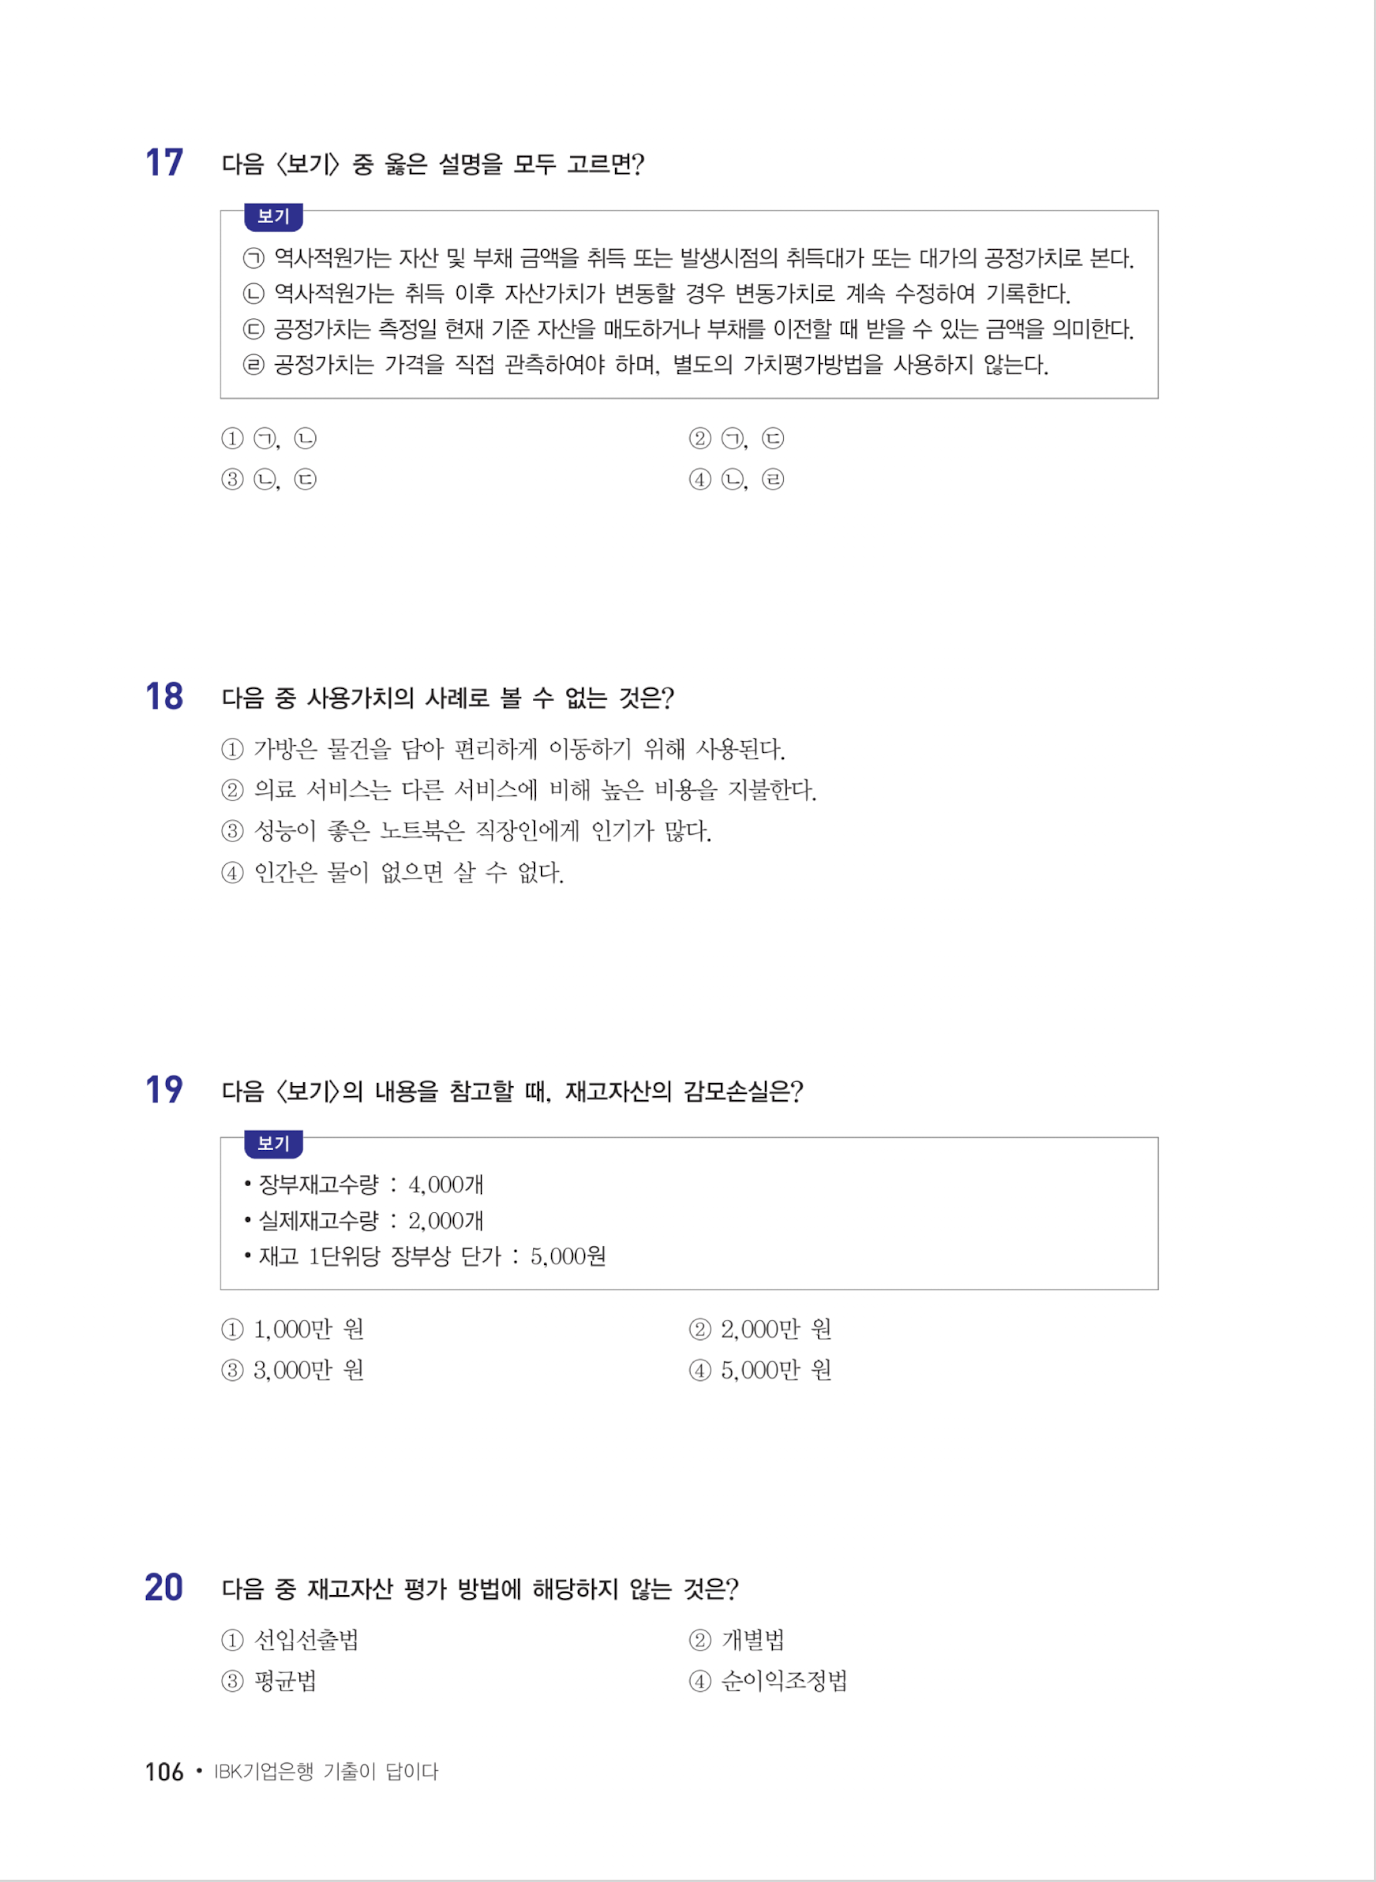 17 다음 〈보기〉 중 옳은 설명을 모두 고르면?
보기
㉠ 역사적원가는 자산 및 부채 금액을 취득 또는 발생시점의 취득대가 또는 대가의 공정가치로 본다.
㉡ 역사적원가는 취득 이후 자산가치가 변동할 경우 변동가치로 계속 수정하여 기록한다.
㉢ 공정가치는 측정일 현재 기준 자산을 매도하거나 부채를 이전할 때 받을 수 있는 금액을 의미한다.
㉣ 공정가치는 가격을 직접 관측하여야 하며, 별도의 가치평가방법을 사용하지 않는다.
① ㉠, ㉡ ② ㉠, ㉢
③ ㉡, ㉢ ④ ㉡, ㉣
18 다음 중 사용가치의 사례로 볼 수 없는 것은?
① 가방은 물건을 담아 편리하게 이동하기 위해 사용된다.
② 의료 서비스는 다른 서비스에 비해 높은 비용을 지불한다.
③ 성능이 좋은 노트북은 직장인에게 인기가 많다.
④ 인간은 물이 없으면 살 수 없다.
19 다음 〈보기〉의 내용을 참고할 때, 재고자산의 감모손실은?
보기
• 장부재고수량 : 4,000개
• 실제재고수량 : 2,000개
• 재고 1단위당 장부상 단가 : 5,000원
① 1,000만 원 ② 2,000만 원
③ 3,000만 원 ④ 5,000만 원
20 다음 중 재고자산 평가 방법에 해당하지 않는 것은?
① 선입선출법 ② 개별법
③ 평균법 ④ 순이익조정법
106 • IBK기업은행 기출이 답이다